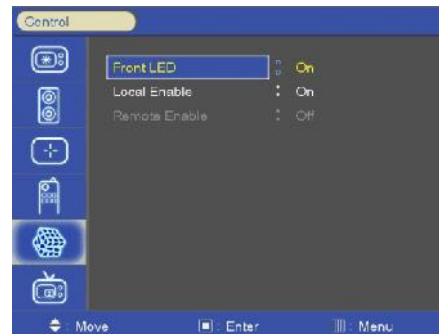 Control
Front LED : On
Local Enable : On
Remote Enable : Off
: Move : Enter : Menu